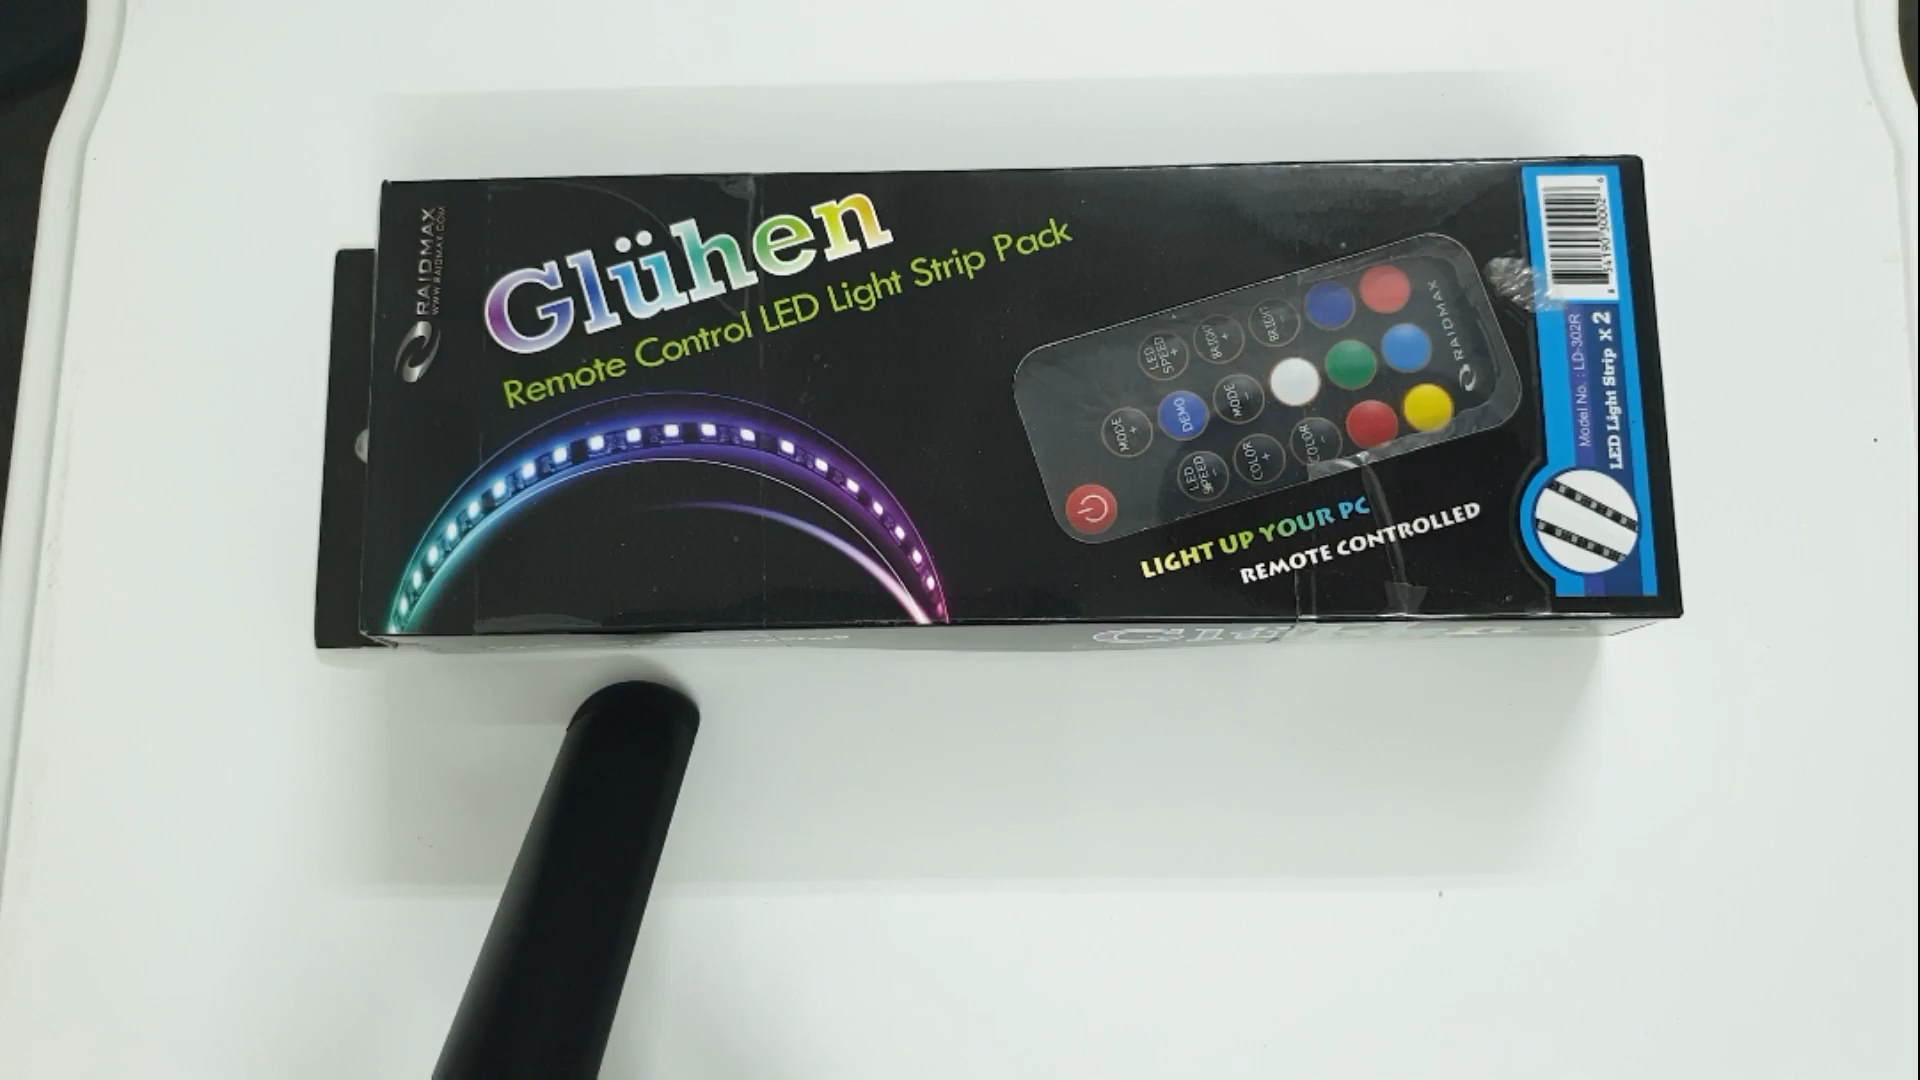 RAIDMAX
WWW.RAIDMAX.COM
Glühen
Remote Control LED Light Strip Pack
LED SPEED +
BRIGHT +
BRIGHT -
MODE +
DEMO
MODE -
LED SPEED -
COLOR +
COLOR -
RAIDMAX
LIGHT UP YOUR PC
REMOTE CONTROLLED
Model No. : LD-302R
LED Light Strip x 2